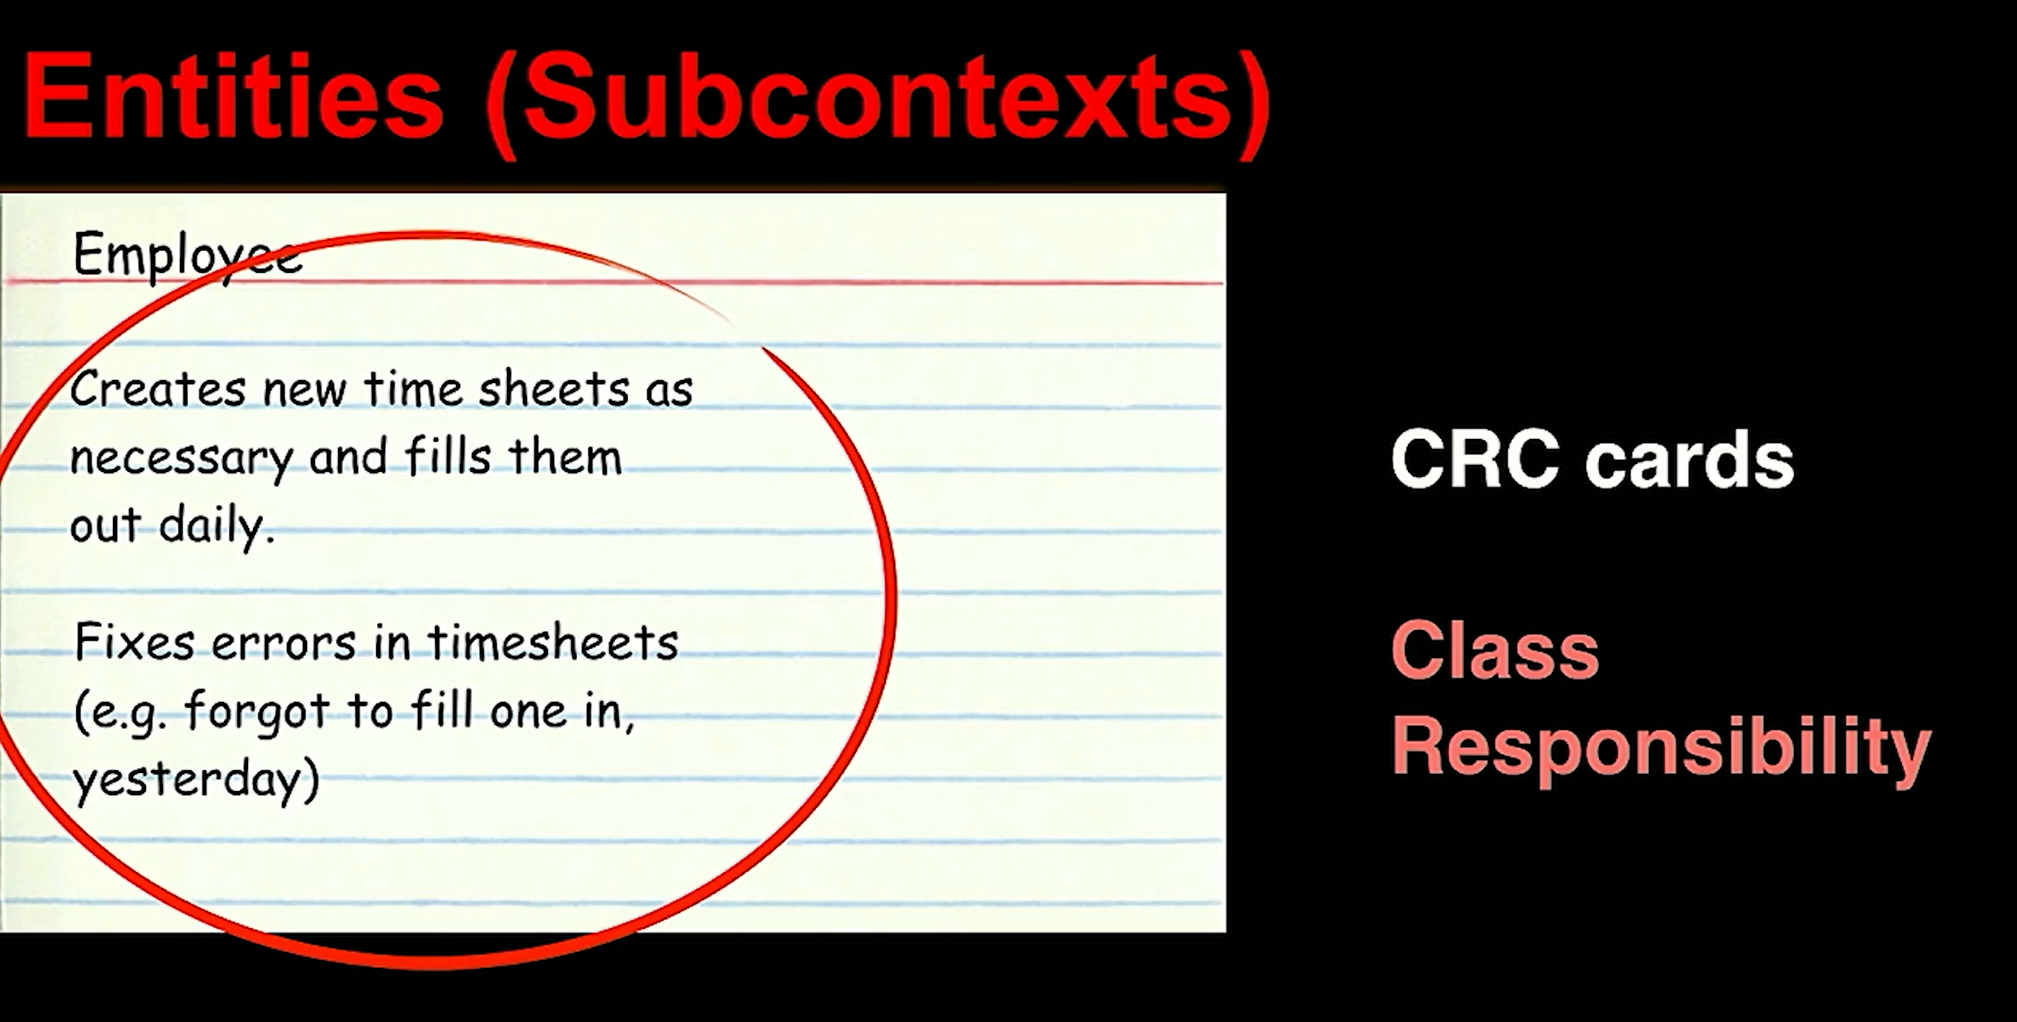 Entities (Subcontexts)
Employee
Creates new time sheets as
necessary and fills them
out daily.
Fixes errors in timesheets
(e.g. forgot to fill one in,
yesterday)
CRC cards
Class
Responsibility